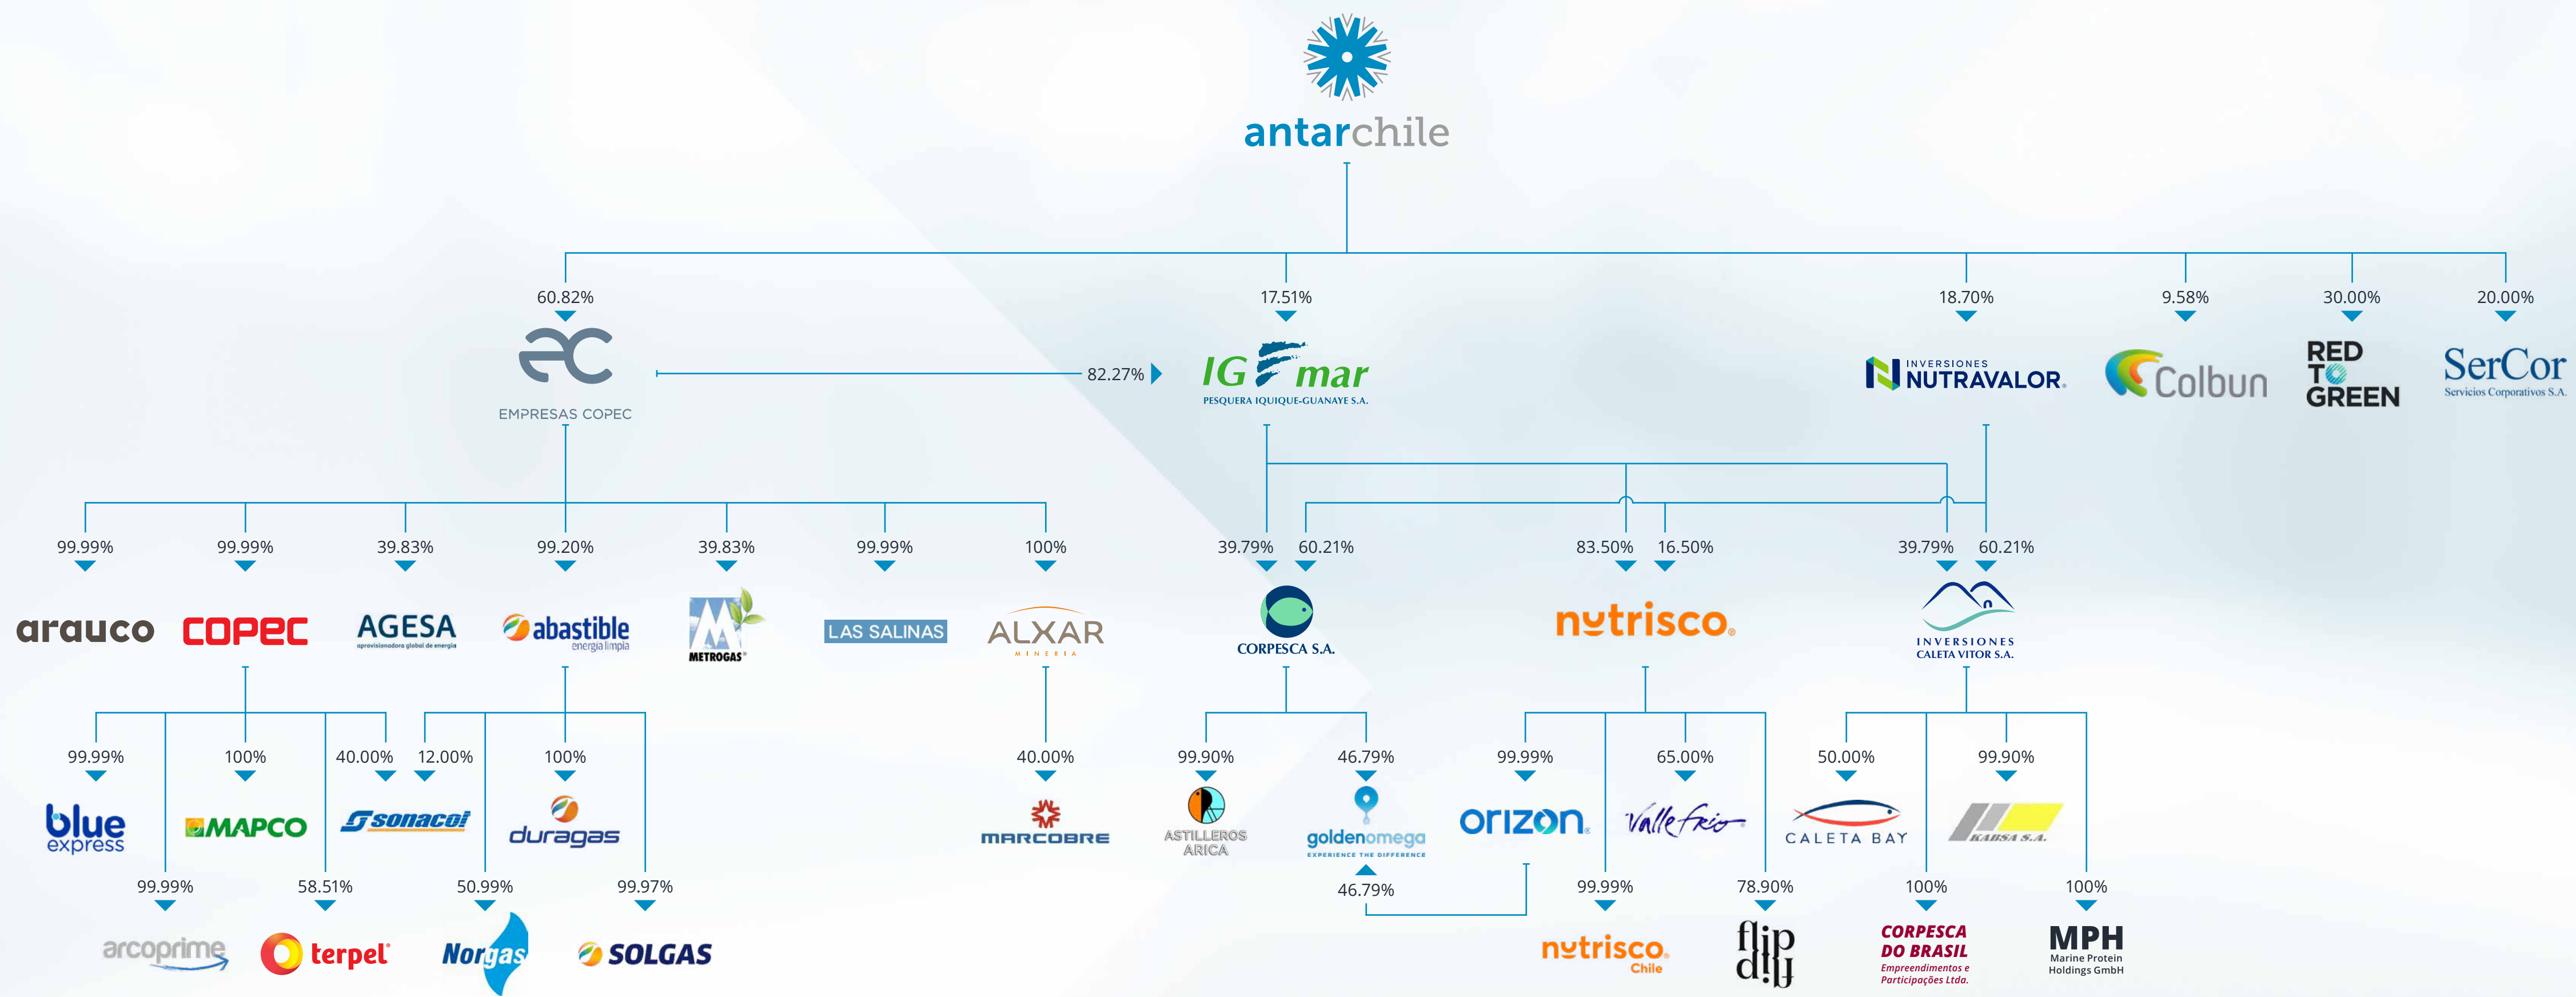 antarchile
60.82%
17.51%
18.70%
9.58%
30.00%
20.00%
EMPRESAS COPEC
82.27%
IG mar
PESQUERA IQUIQUE-GUANAYE S.A.
INVERSIONES
NUTRAVALOR®
Colbun
RED
TO
GREEN
SerCor
Servicios Corporativos S.A.
99.99%
99.99%
39.83%
99.20%
39.83%
99.99%
100%
39.79%
60.21%
83.50%
16.50%
39.79%
60.21%
arauco
COPEC
AGESA
aprovisionadora global de energía
abastible
energía limpia
METROGAS®
LAS SALINAS
ALXAR
MINERIA
CORPESCA S.A.
nutrisco®
INVERSIONES
CALETA VITOR S.A.
99.99%
100%
40.00%
12.00%
100%
40.00%
99.90%
46.79%
99.99%
65.00%
50.00%
99.90%
blue
express
MAPCO
sonacol
duragas
MARCOBRE
ASTILLEROS
ARICA
goldenomega
EXPERIENCE THE DIFFERENCE
orizon®
Valle frio
CALETA BAY
KABSA S.A.
99.99%
58.51%
50.99%
99.97%
46.79%
99.99%
78.90%
100%
100%
arcoprime
terpel®
Norgas
SOLGAS
nutrisco®
Chile
flip
flip
CORPESCA
DO BRASIL
Empreendimentos e
Participações Ltda.
MPH
Marine Protein
Holdings GmbH